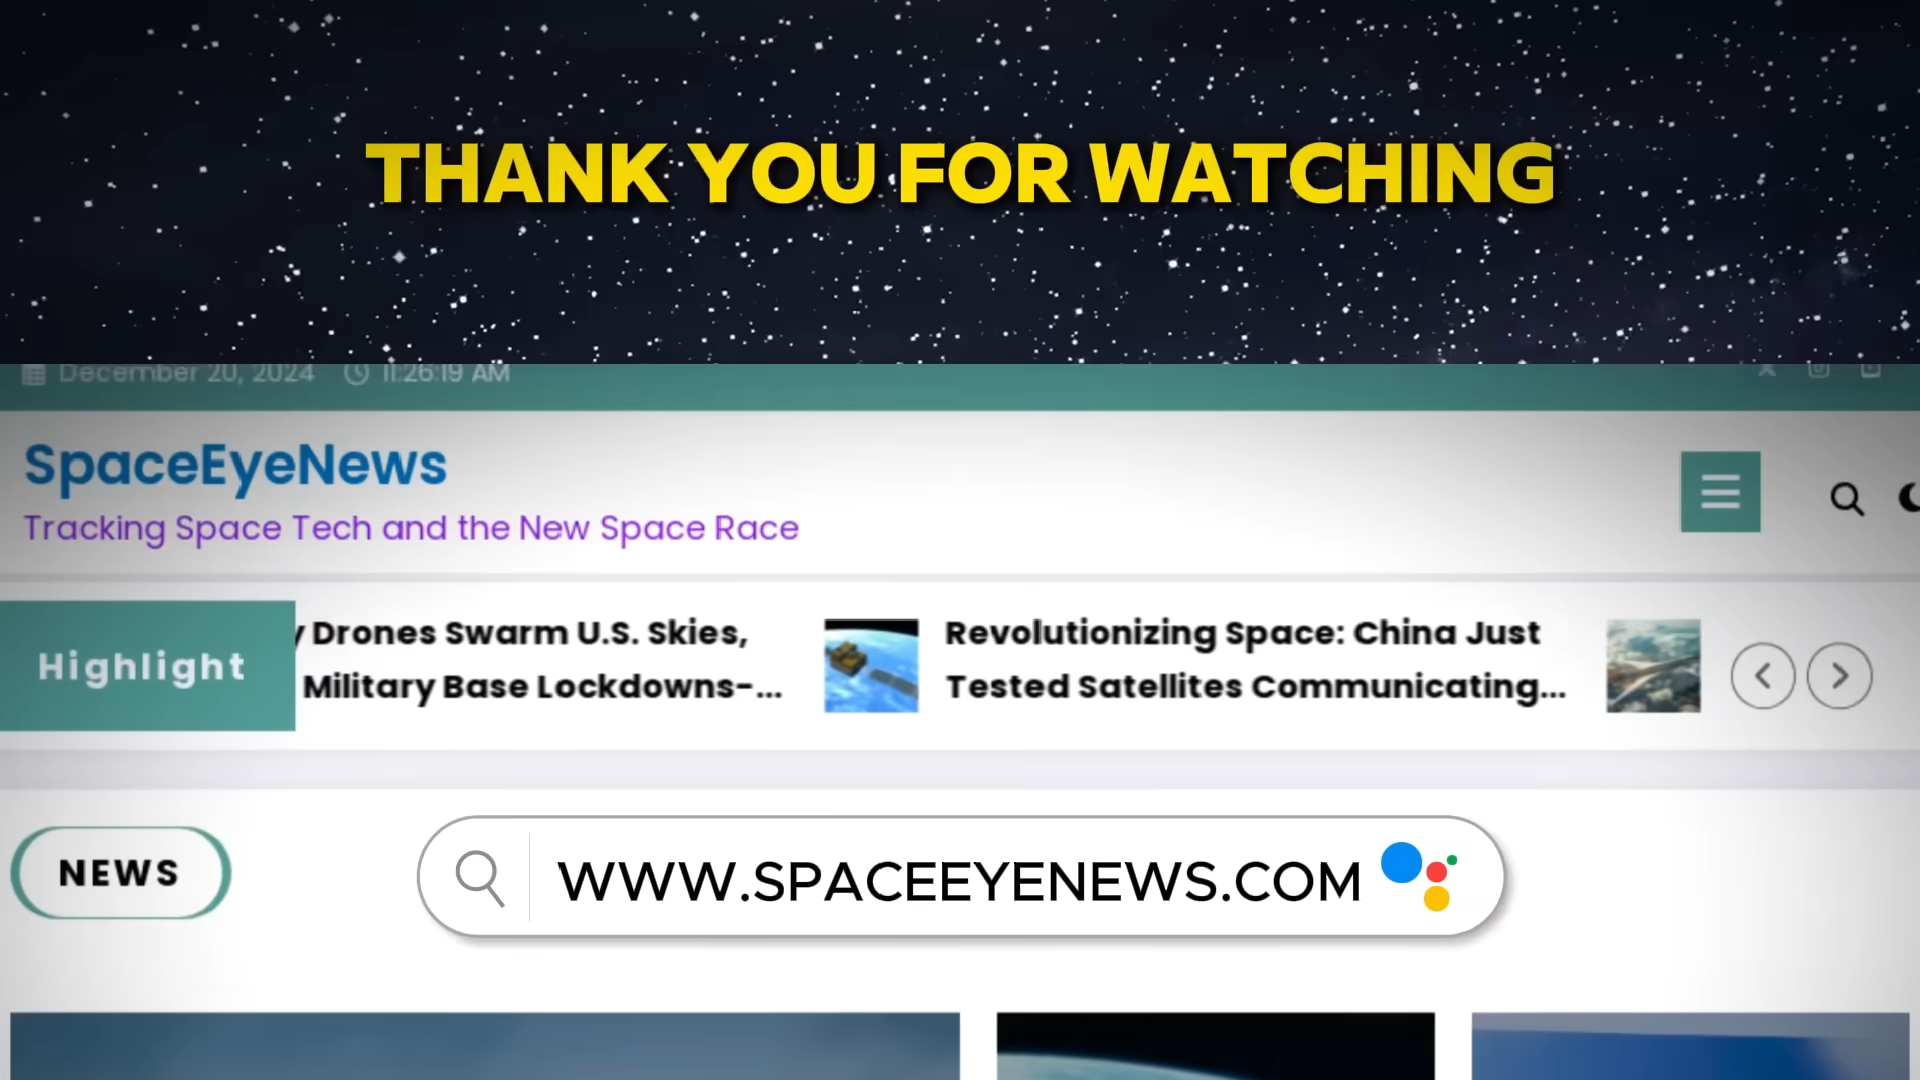 THANK YOU FOR WATCHING
December 20, 2024 11:26:19 AM
SpaceEyeNews
Tracking Space Tech and the New Space Race
Highlight
y Drones Swarm U.S. Skies,
Military Base Lockdowns-...
Revolutionizing Space: China Just
Tested Satellites Communicating...
NEWS
WWW.SPACEEYENEWS.COM